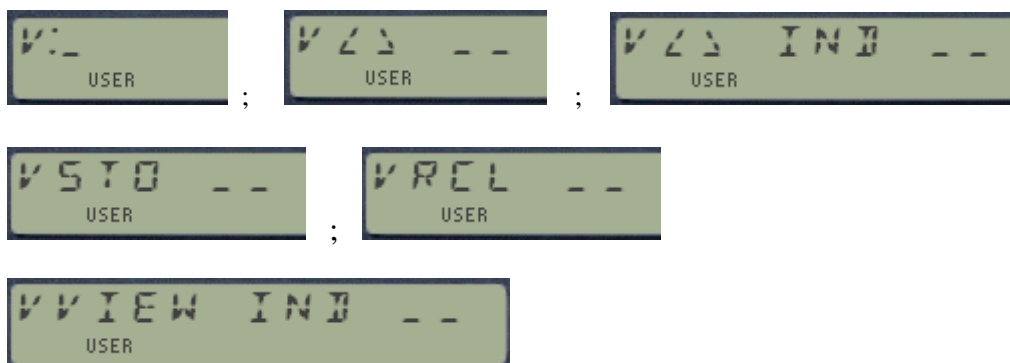 V:_
USER
;
V<> _ _
USER
;
V<> IND _ _
USER
VSTO _ _
USER
;
VRCL _ _
USER
VVIEW IND _ _
USER